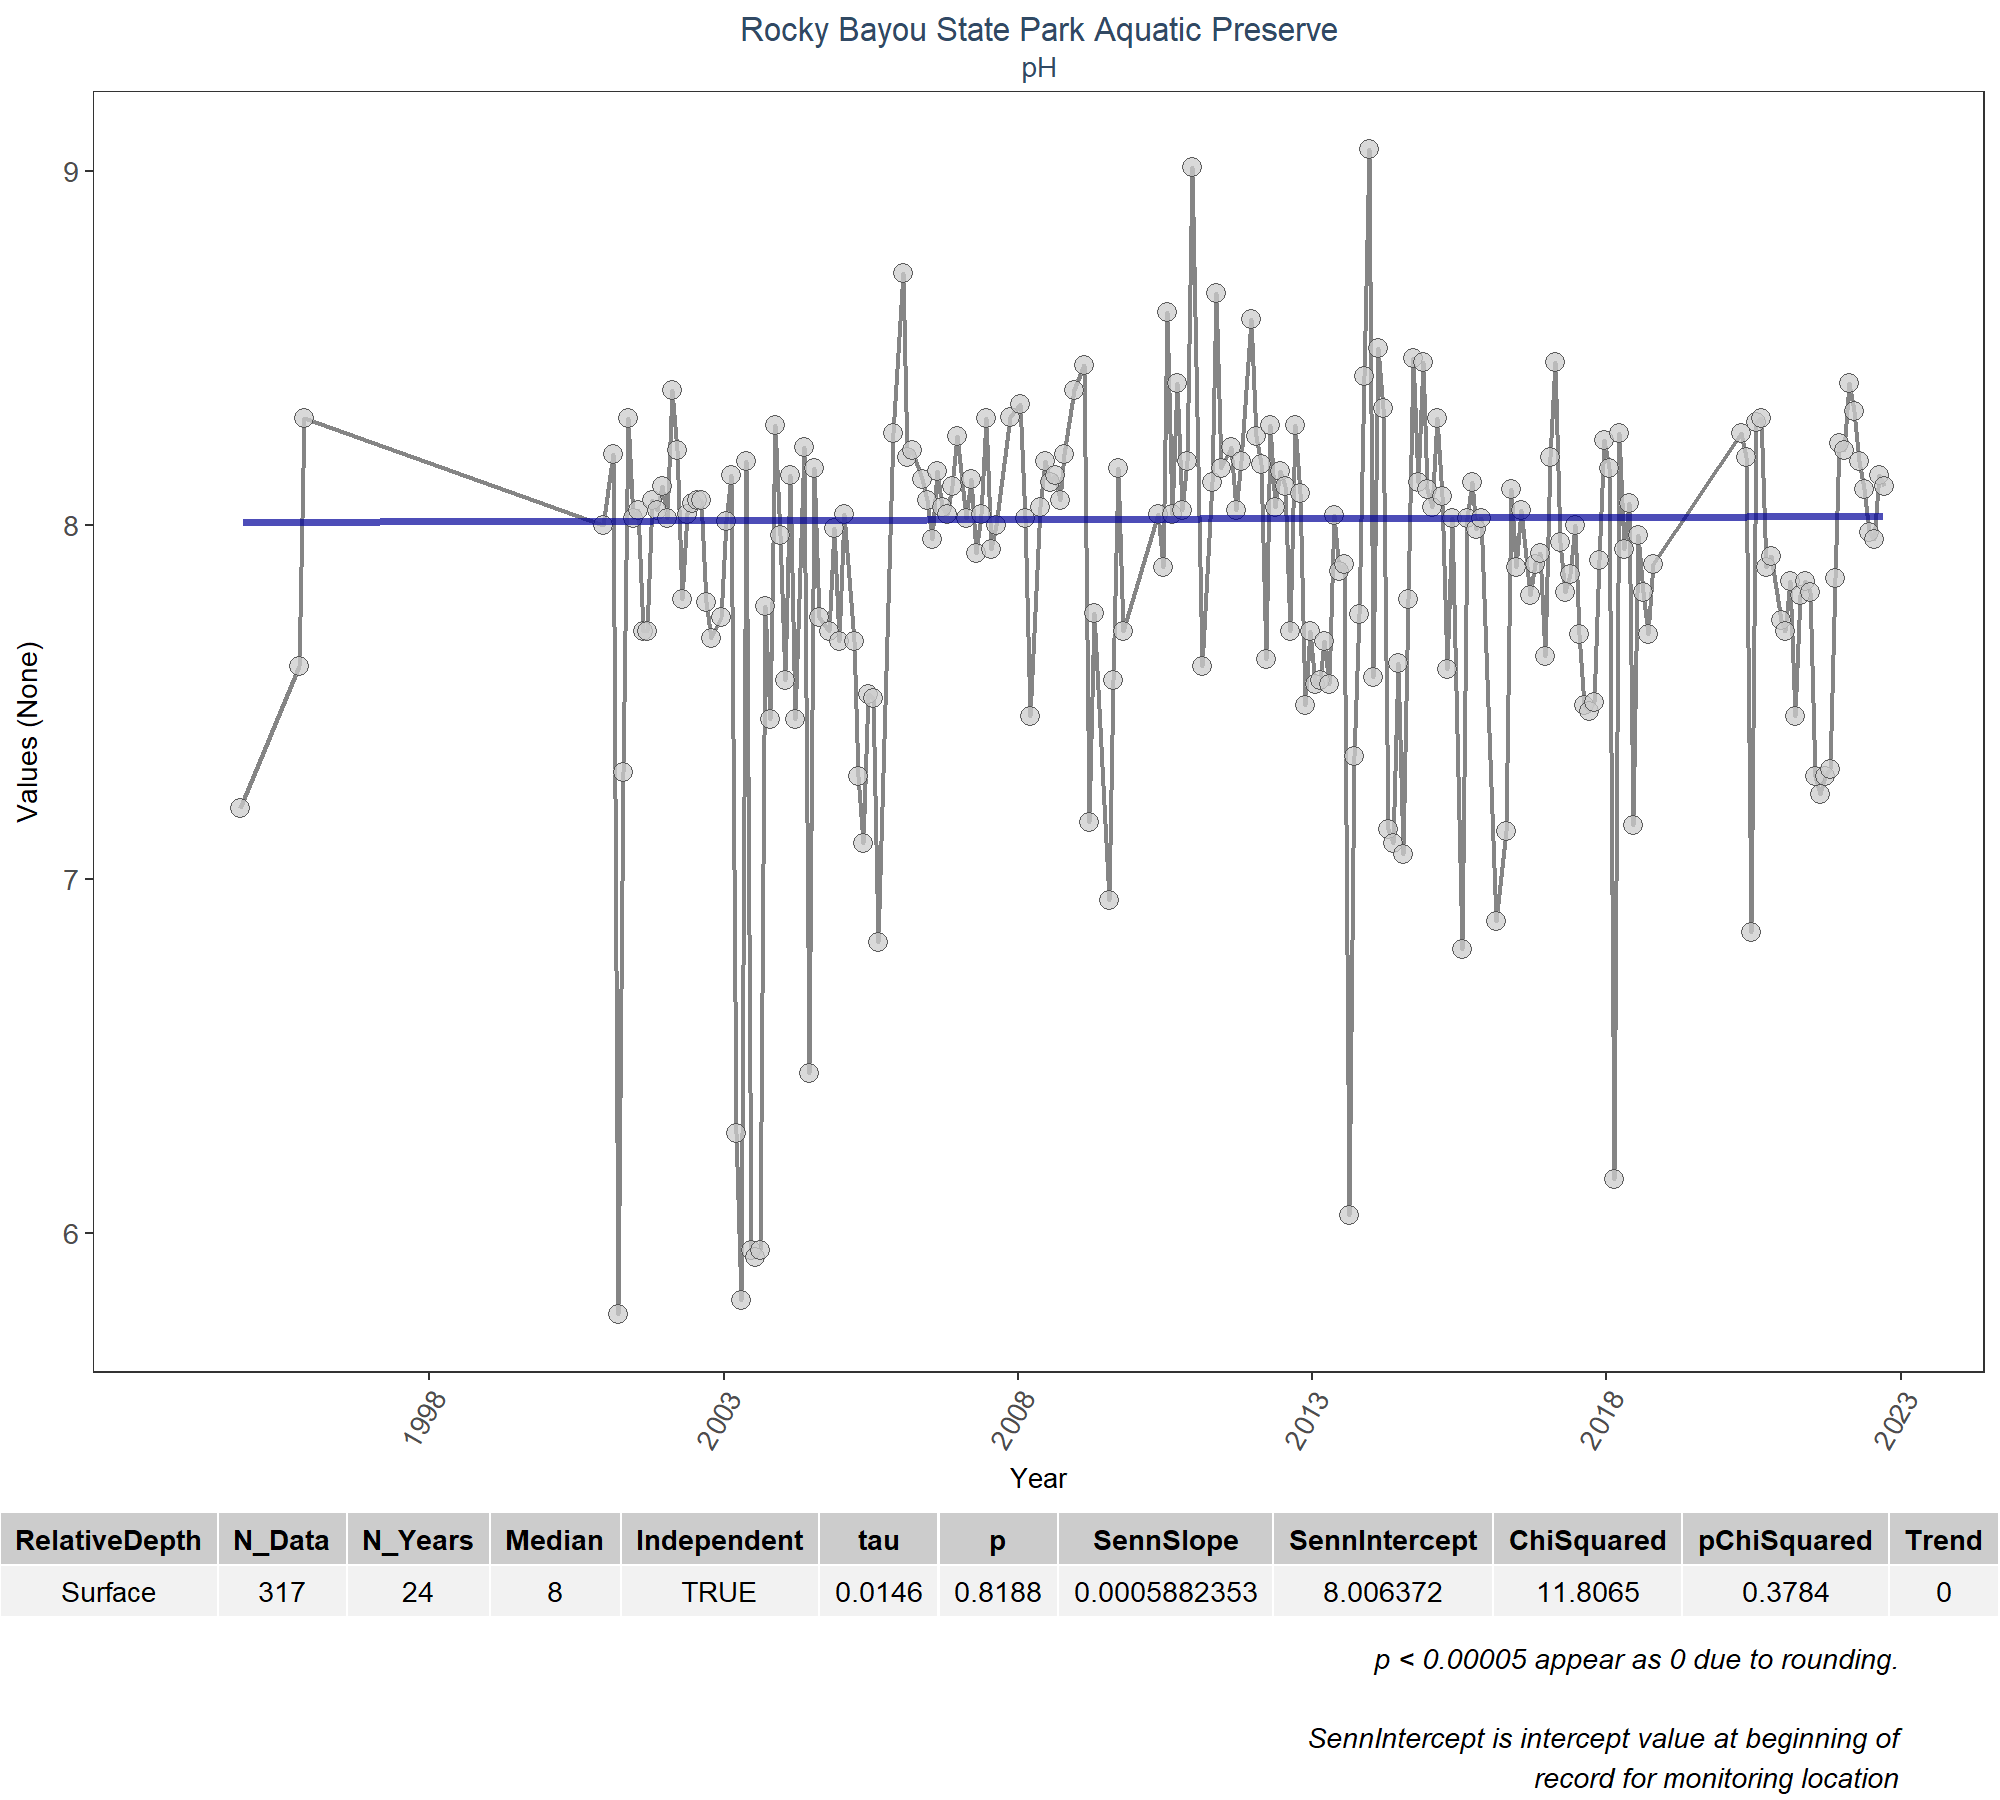 Rocky Bayou State Park Aquatic Preserve
pH
Values (None)
9
8
7
6
1998
2003
2008
2013
2018
2023
Year
RelativeDepth N_Data N_Years Median Independent tau p SennSlope SennIntercept ChiSquared pChiSquared Trend
Surface 317 24 8 TRUE 0.0146 0.8188 0.0005882353 8.006372 11.8065 0.3784 0
p < 0.00005 appear as 0 due to rounding.
SennIntercept is intercept value at beginning of
record for monitoring location